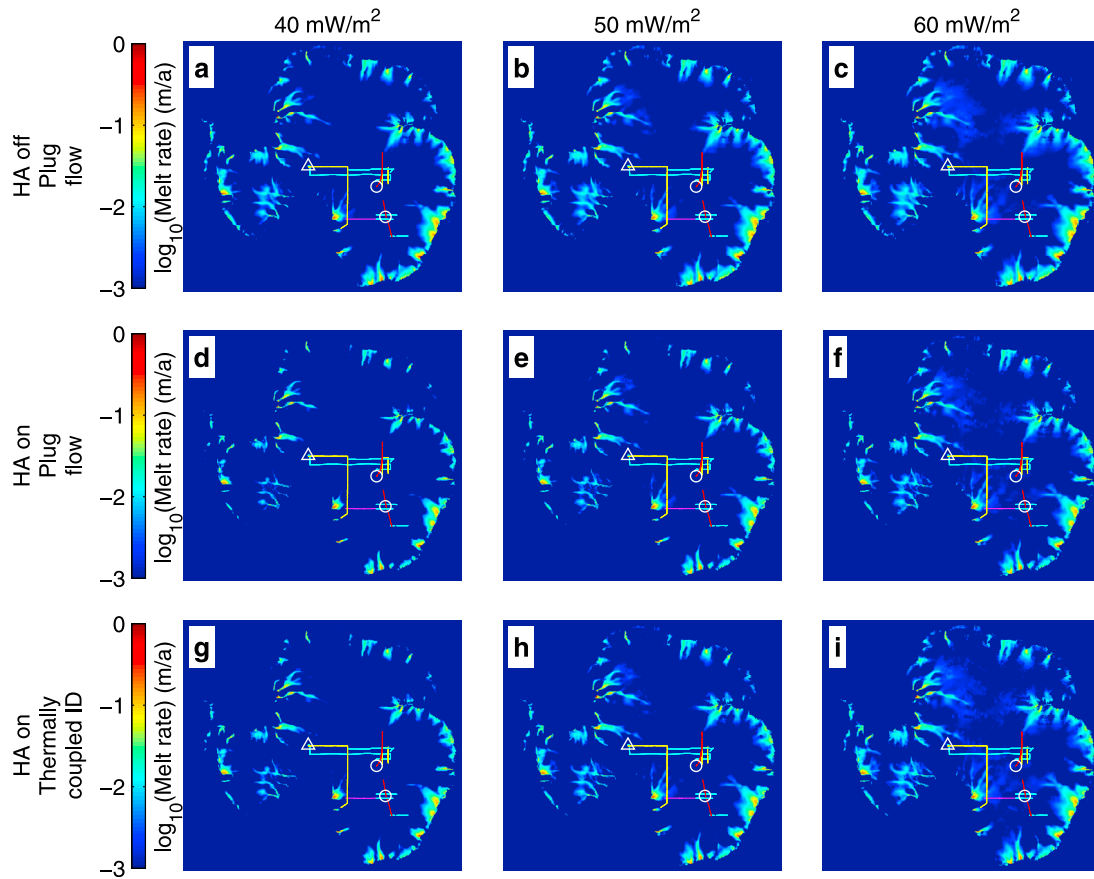 40 mW/m²
50 mW/m²
60 mW/m²
HA off
Plug
flow
0
−1
−2
−3
log₁₀(Melt rate) (m/a)
a
b
c
HA on
Plug
flow
0
−1
−2
−3
log₁₀(Melt rate) (m/a)
d
e
f
HA on
Thermally
coupled ID
0
−1
−2
−3
log₁₀(Melt rate) (m/a)
g
h
i